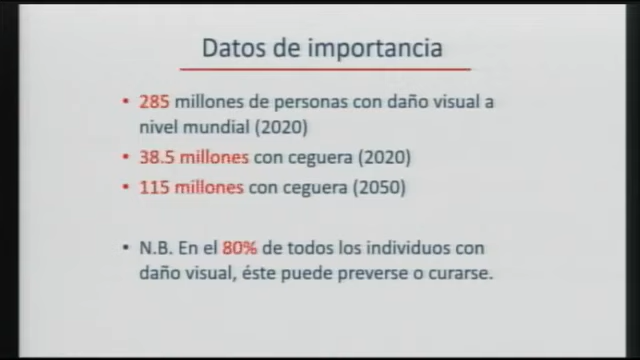 Datos de importancia
• 285 millones de personas con daño visual a
nivel mundial (2020)
• 38.5 millones con ceguera (2020)
• 115 millones con ceguera (2050)
• N.B. En el 80% de todos los individuos con
daño visual, éste puede preverse o curarse.